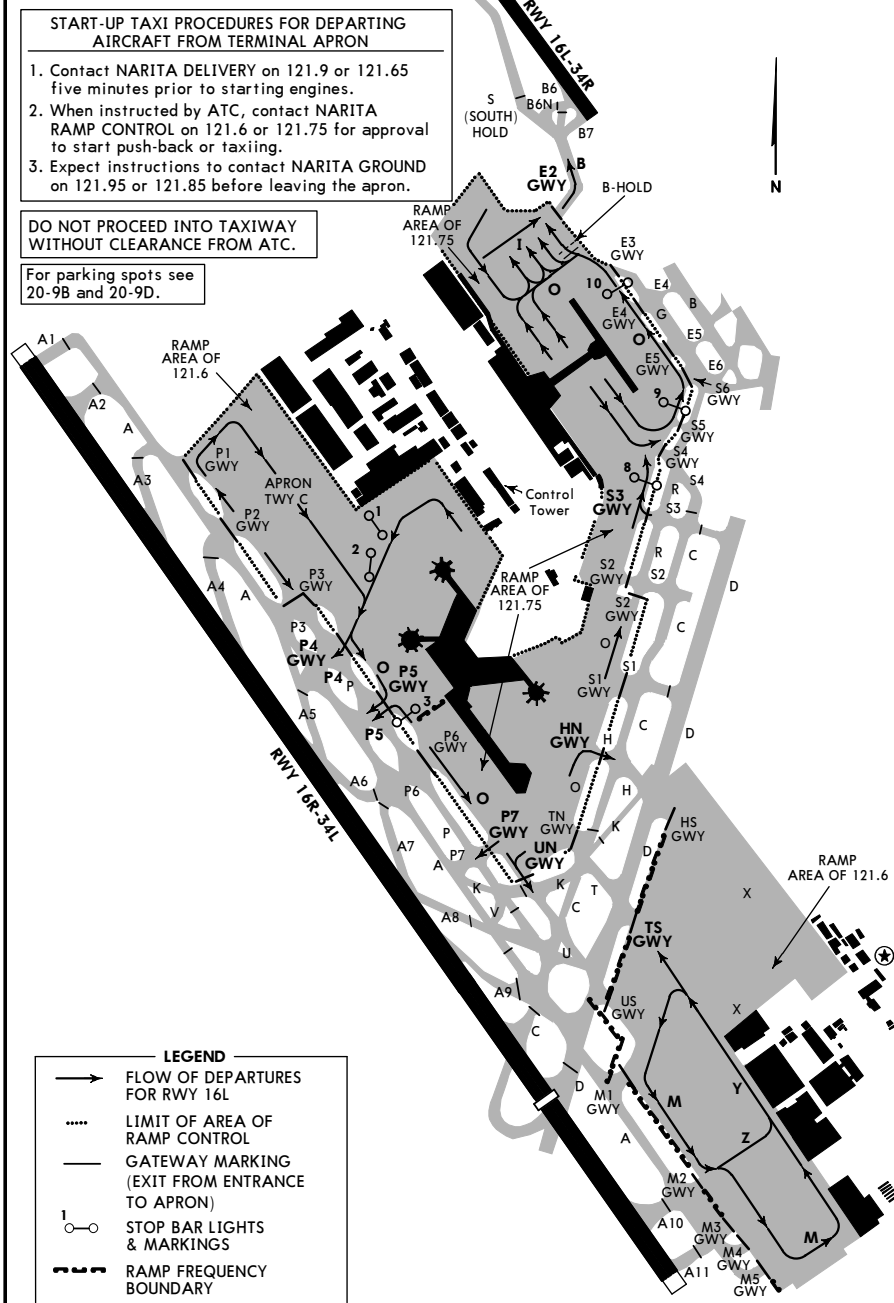 START-UP TAXI PROCEDURES FOR DEPARTING
AIRCRAFT FROM TERMINAL APRON
1. Contact NARITA DELIVERY on 121.9 or 121.65
five minutes prior to starting engines.
2. When instructed by ATC, contact NARITA
RAMP CONTROL on 121.6 or 121.75 for approval
to start push-back or taxiing.
3. Expect instructions to contact NARITA GROUND
on 121.95 or 121.85 before leaving the apron.
DO NOT PROCEED INTO TAXIWAY
WITHOUT CLEARANCE FROM ATC.
For parking spots see
20-9B and 20-9D.
RWY 16L-34R
B6
B6N
S
(SOUTH)
HOLD
B7
B
E2
GWY
B-HOLD
N
RAMP
AREA OF
121.75
I
E3
GWY
10
O
E4
GWY
E4
B
G
O
E5
E5
GWY
E6
S6
GWY
9
S5
GWY
S4
GWY
8
S3
GWY
R
S4
S3
R
S2
GWY
S2
C
D
S2
GWY
O
S1
GWY
S1
C
C
D
A1
A2
A
A3
RAMP
AREA OF
121.6
P1
GWY
APRON
TWY C
P2
GWY
1
2
Control
Tower
A4
A
P3
GWY
P3
P4
GWY
P4
P
O
P5
GWY
3
P5
A5
RAMP
AREA OF
121.75
RWY 16R-34L
A6
P6
P6
GWY
O
HN
GWY
H
O
H
TN
GWY
K
A7
P
P7
A
P7
GWY
UN
GWY
K
V
K
T
C
A8
U
A9
C
D
HS
GWY
D
RAMP
AREA OF 121.6
X
TS
GWY
X
US
GWY
M1
GWY
M
Y
Z
A
M2
GWY
M3
GWY
M4
GWY
M5
GWY
M
A10
A11
LEGEND
FLOW OF DEPARTURES
FOR RWY 16L
LIMIT OF AREA OF
RAMP CONTROL
GATEWAY MARKING
(EXIT FROM ENTRANCE
TO APRON)
1
STOP BAR LIGHTS
& MARKINGS
RAMP FREQUENCY
BOUNDARY